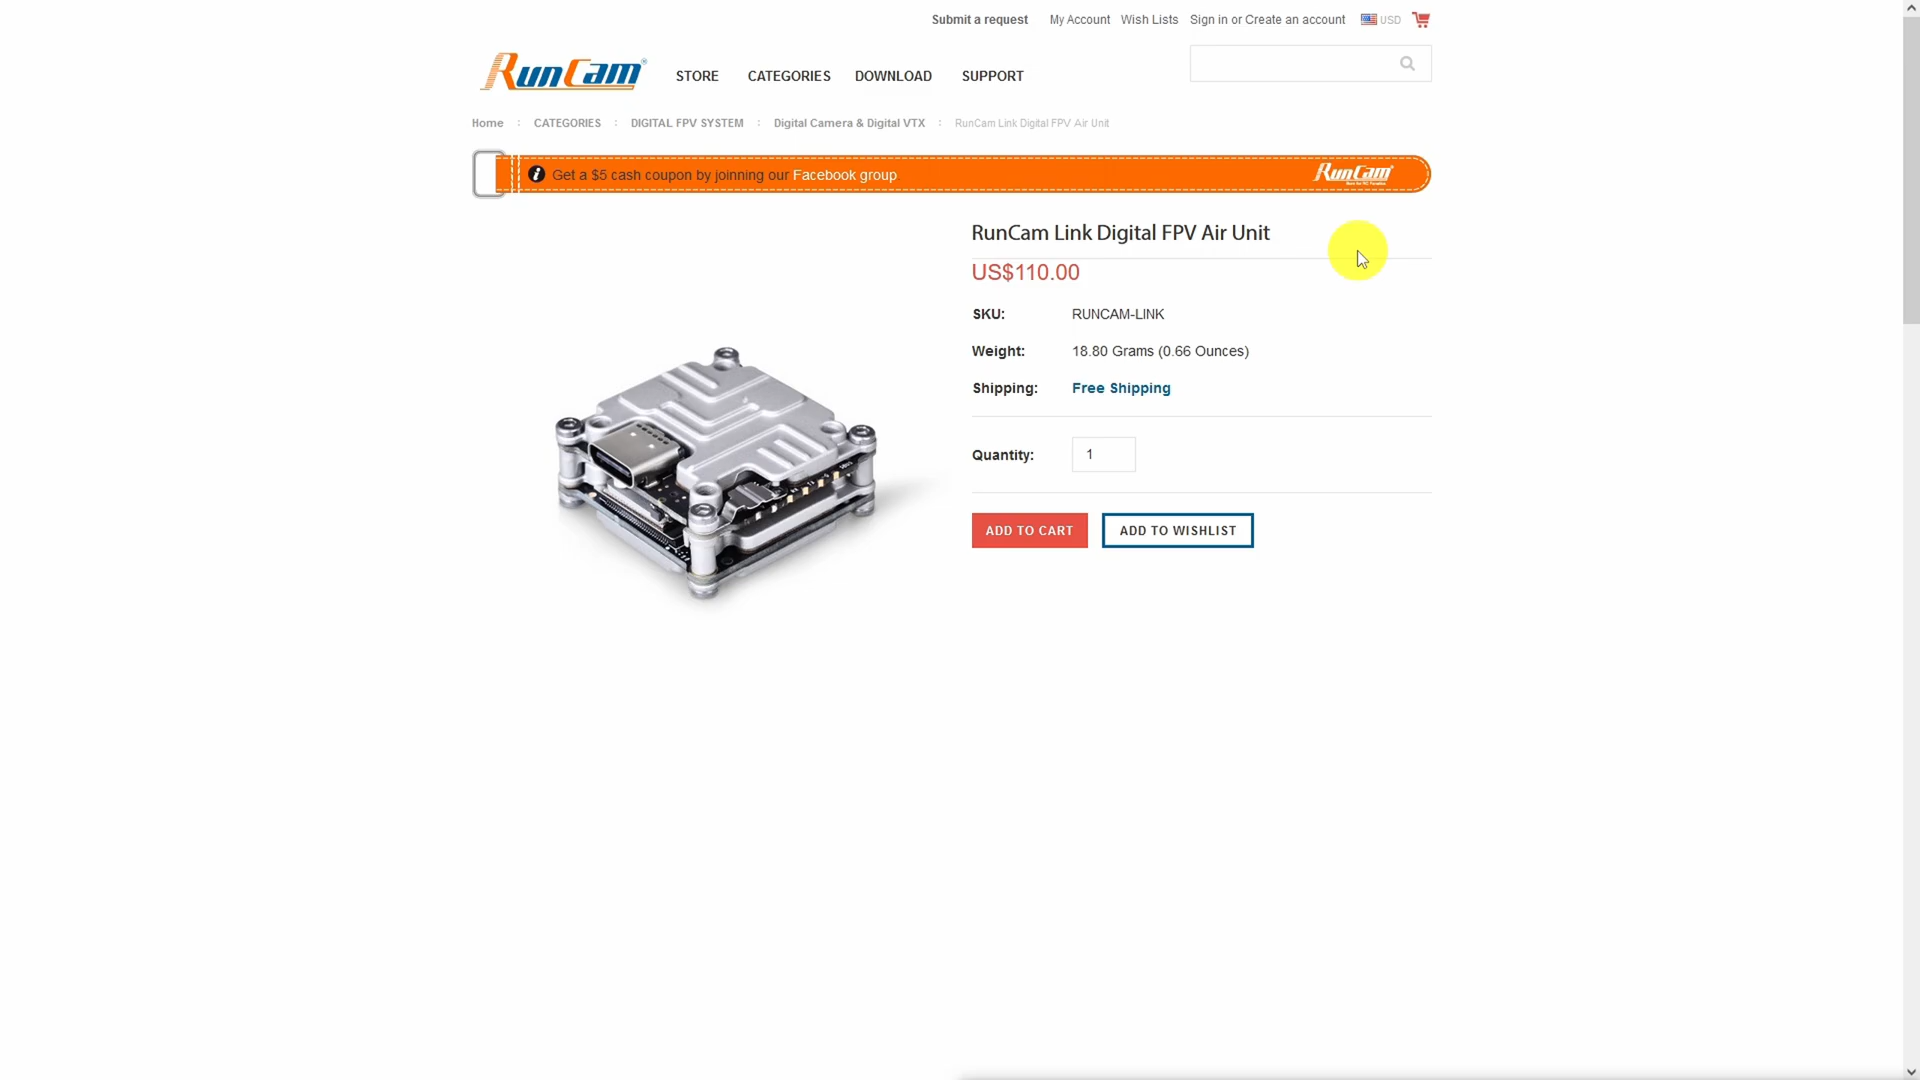 Submit a request My Account Wish Lists Sign in or Create an account USD
RunCam® STORE CATEGORIES DOWNLOAD SUPPORT
Home : CATEGORIES : DIGITAL FPV SYSTEM : Digital Camera & Digital VTX : RunCam Link Digital FPV Air Unit
i Get a $5 cash coupon by joinning our Facebook group. RunCam
RunCam Link Digital FPV Air Unit
US$110.00
SKU: RUNCAM-LINK
Weight: 18.80 Grams (0.66 Ounces)
Shipping: Free Shipping
Quantity: 1
ADD TO CART ADD TO WISHLIST